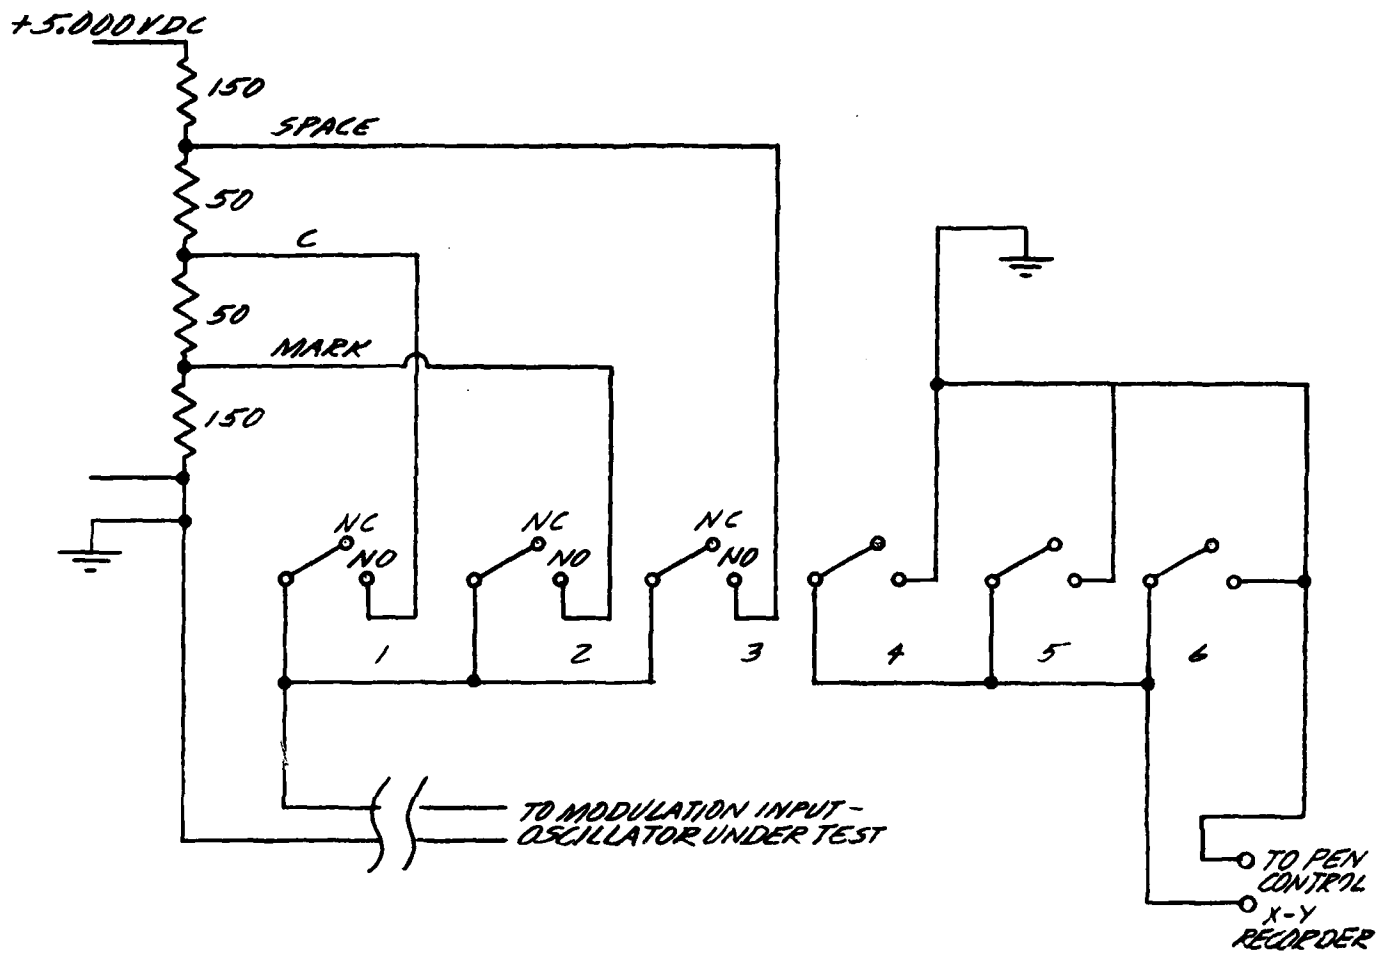 +5.000VDC
150
SPACE
50
C
50
MARK
150
NC
NO
NC
NO
NC
NO
1
2
3
4
5
6
TO MODULATION INPUT -
OSCILLATOR UNDER TEST
TO PEN
CONTROL
X-Y
RECORDER